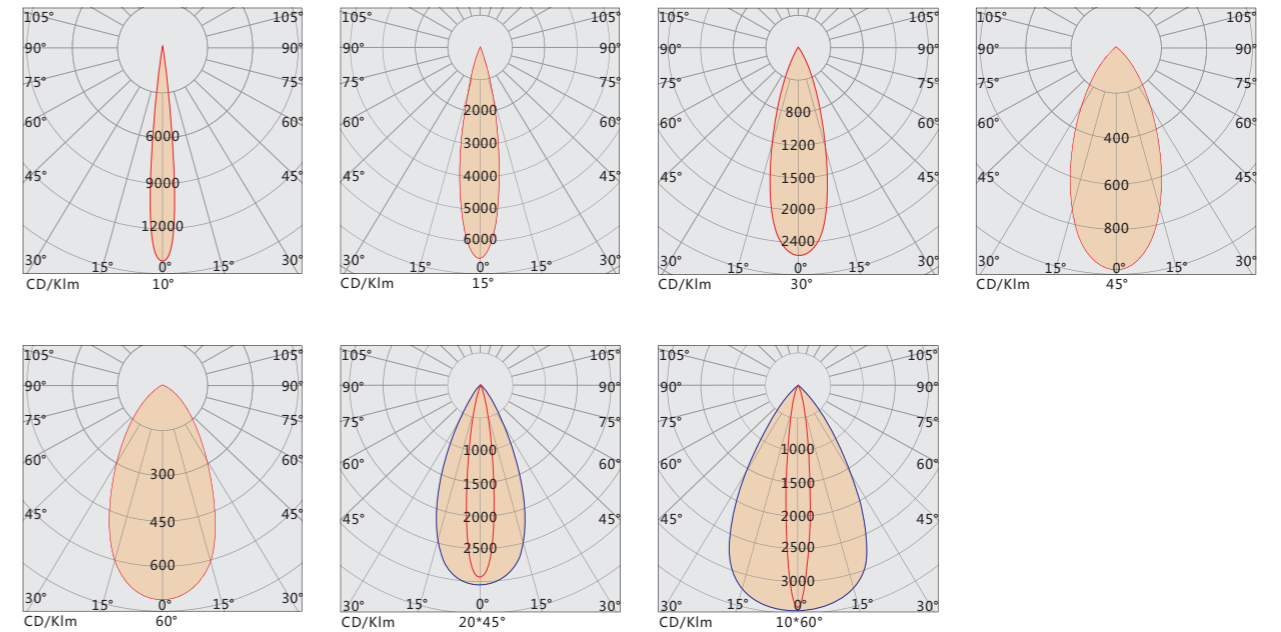 105° 105° 105° 105° 105° 105° 105° 105°
90° 90° 90° 90° 90° 90° 90° 90°
75° 75° 75° 75° 75° 75° 75° 75°
2000 800
60° 60° 60° 60° 60° 60° 60° 60°
6000 3000 1200 400
45° 45° 45° 45° 45° 45° 45° 45°
9000 4000 1500 600
12000 5000 2000 800
6000 2400
30° 15° 0° 15° 30° 30° 15° 0° 15° 30° 30° 15° 0° 15° 30° 30° 15° 0° 15° 30°
CD/Klm 10° CD/Klm 15° CD/Klm 30° CD/Klm 45°
105° 105° 105° 105° 105° 105°
90° 90° 90° 90° 90° 90°
75° 75° 75° 75° 75° 75°
1000 1000
60° 60° 60° 60° 60° 60°
300 1500 1500
45° 45° 45° 45° 45° 45°
450 2000 2000
600 2500 2500
3000
30° 15° 0° 15° 30° 30° 15° 0° 15° 30° 30° 15° 0° 15° 30°
CD/Klm 60° CD/Klm 20*45° CD/Klm 10*60°